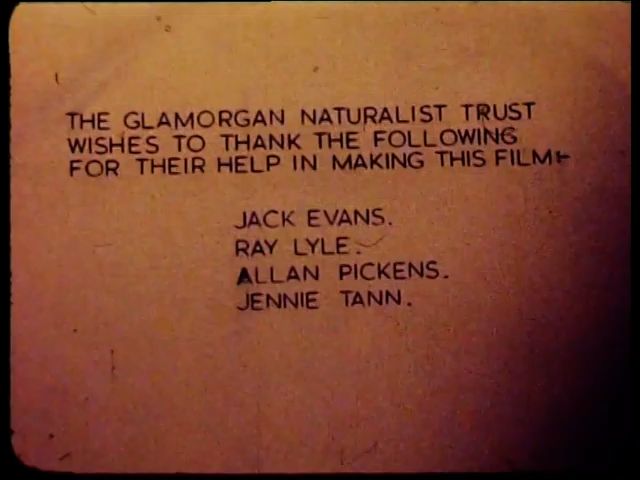 THE GLAMORGAN NATURALIST TRUST
WISHES TO THANK THE FOLLOWING
FOR THEIR HELP IN MAKING THIS FILM:-
JACK EVANS.
RAY LYLE.
ALLAN PICKENS.
JENNIE TANN.